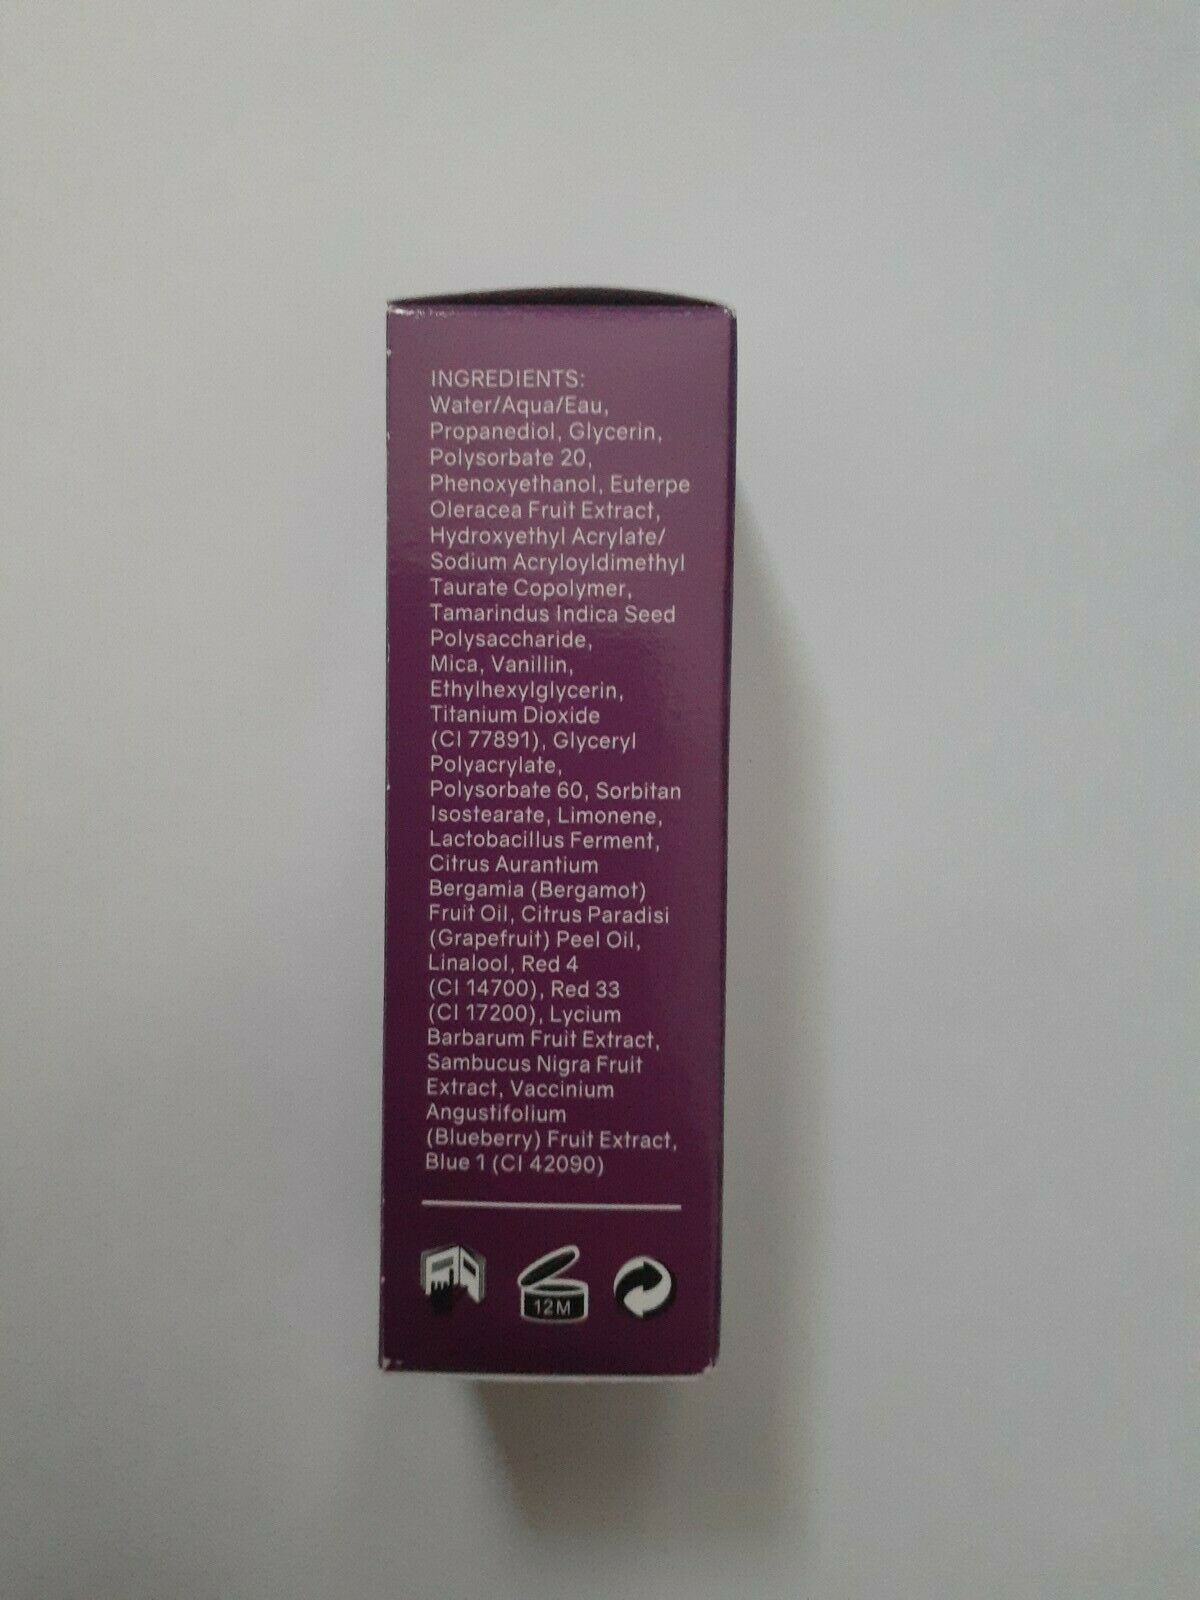 INGREDIENTS:
Water/Aqua/Eau,
Propanediol, Glycerin,
Polysorbate 20,
Phenoxyethanol, Euterpe
Oleracea Fruit Extract,
Hydroxyethyl Acrylate/
Sodium Acryloyldimethyl
Taurate Copolymer,
Tamarindus Indica Seed
Polysaccharide,
Mica, Vanillin,
Ethylhexylglycerin,
Titanium Dioxide
(CI 77891), Glyceryl
Polyacrylate,
Polysorbate 60, Sorbitan
Isostearate, Limonene,
Lactobacillus Ferment,
Citrus Aurantium
Bergamia (Bergamot)
Fruit Oil, Citrus Paradisi
(Grapefruit) Peel Oil,
Linalool, Red 4
(CI 14700), Red 33
(CI 17200), Lycium
Barbarum Fruit Extract,
Sambucus Nigra Fruit
Extract, Vaccinium
Angustifolium
(Blueberry) Fruit Extract,
Blue 1 (CI 42090)
12M